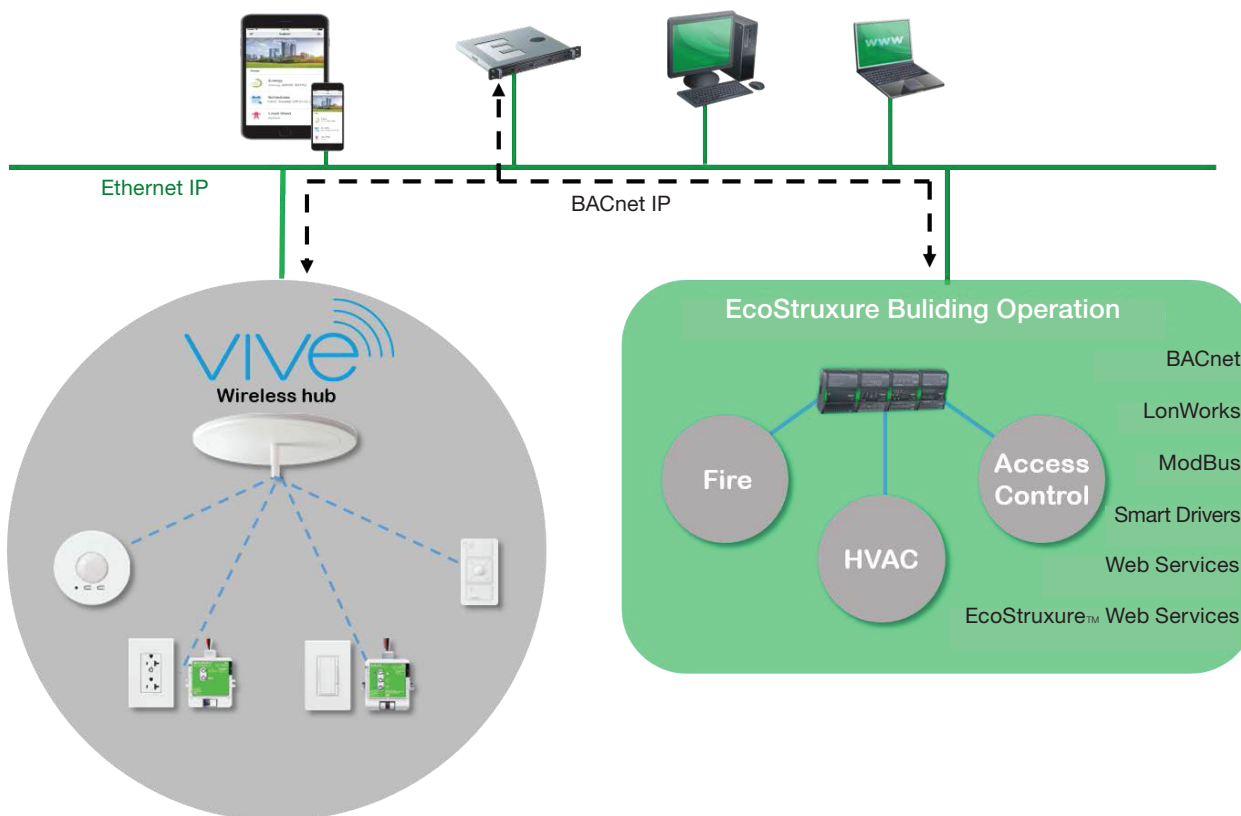 WWW
Ethernet IP
BACnet IP
vive
Wireless hub
EcoStruxure Buliding Operation
BACnet
LonWorks
ModBus
Smart Drivers
Web Services
EcoStruxure™ Web Services
Fire
HVAC
Access
Control